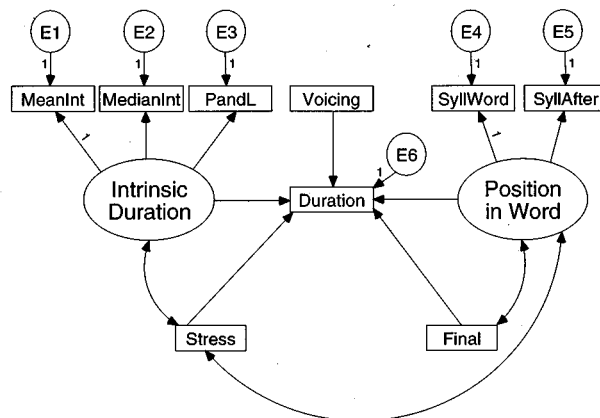 E1 E2 E3 E4 E5
1 1 1 1 1
MeanInt MedianInt PandL Voicing SyllWord SyllAfter
1 1
E6
1
Intrinsic
Duration
Duration
Position
in Word
Stress Final